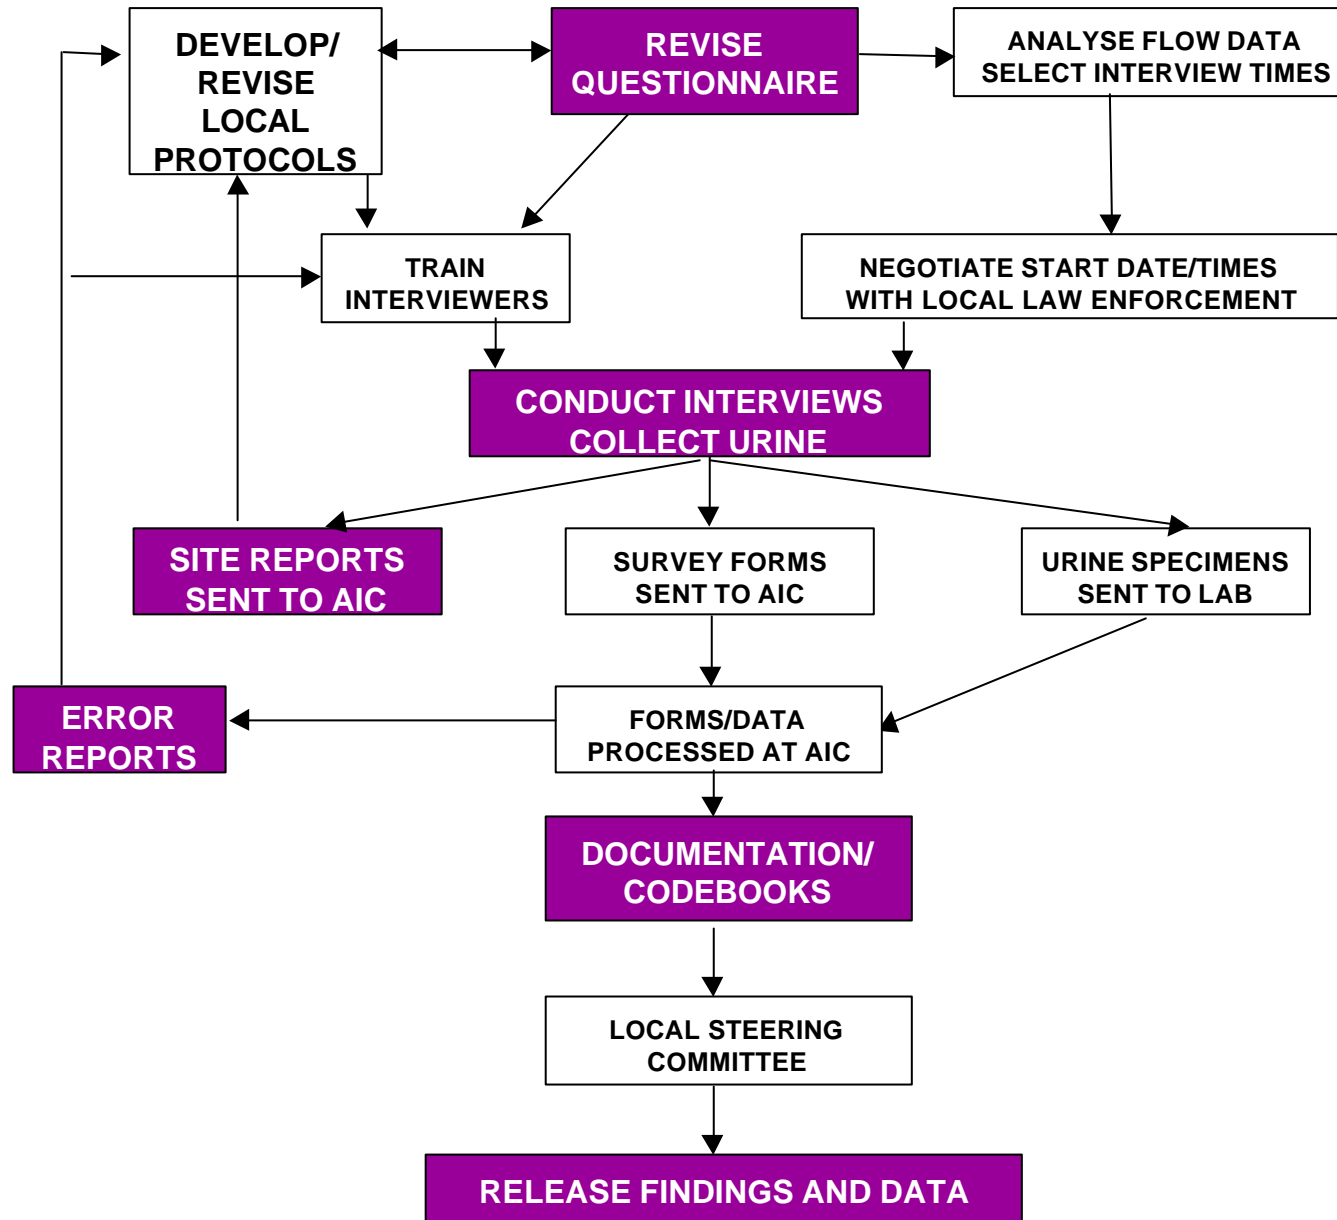 DEVELOP/
REVISE
LOCAL
PROTOCOLS
REVISE
QUESTIONNAIRE
ANALYSE FLOW DATA
SELECT INTERVIEW TIMES
TRAIN
INTERVIEWERS
NEGOTIATE START DATE/TIMES
WITH LOCAL LAW ENFORCEMENT
CONDUCT INTERVIEWS
COLLECT URINE
SITE REPORTS
SENT TO AIC
SURVEY FORMS
SENT TO AIC
URINE SPECIMENS
SENT TO LAB
ERROR
REPORTS
FORMS/DATA
PROCESSED AT AIC
DOCUMENTATION/
CODEBOOKS
LOCAL STEERING
COMMITTEE
RELEASE FINDINGS AND DATA